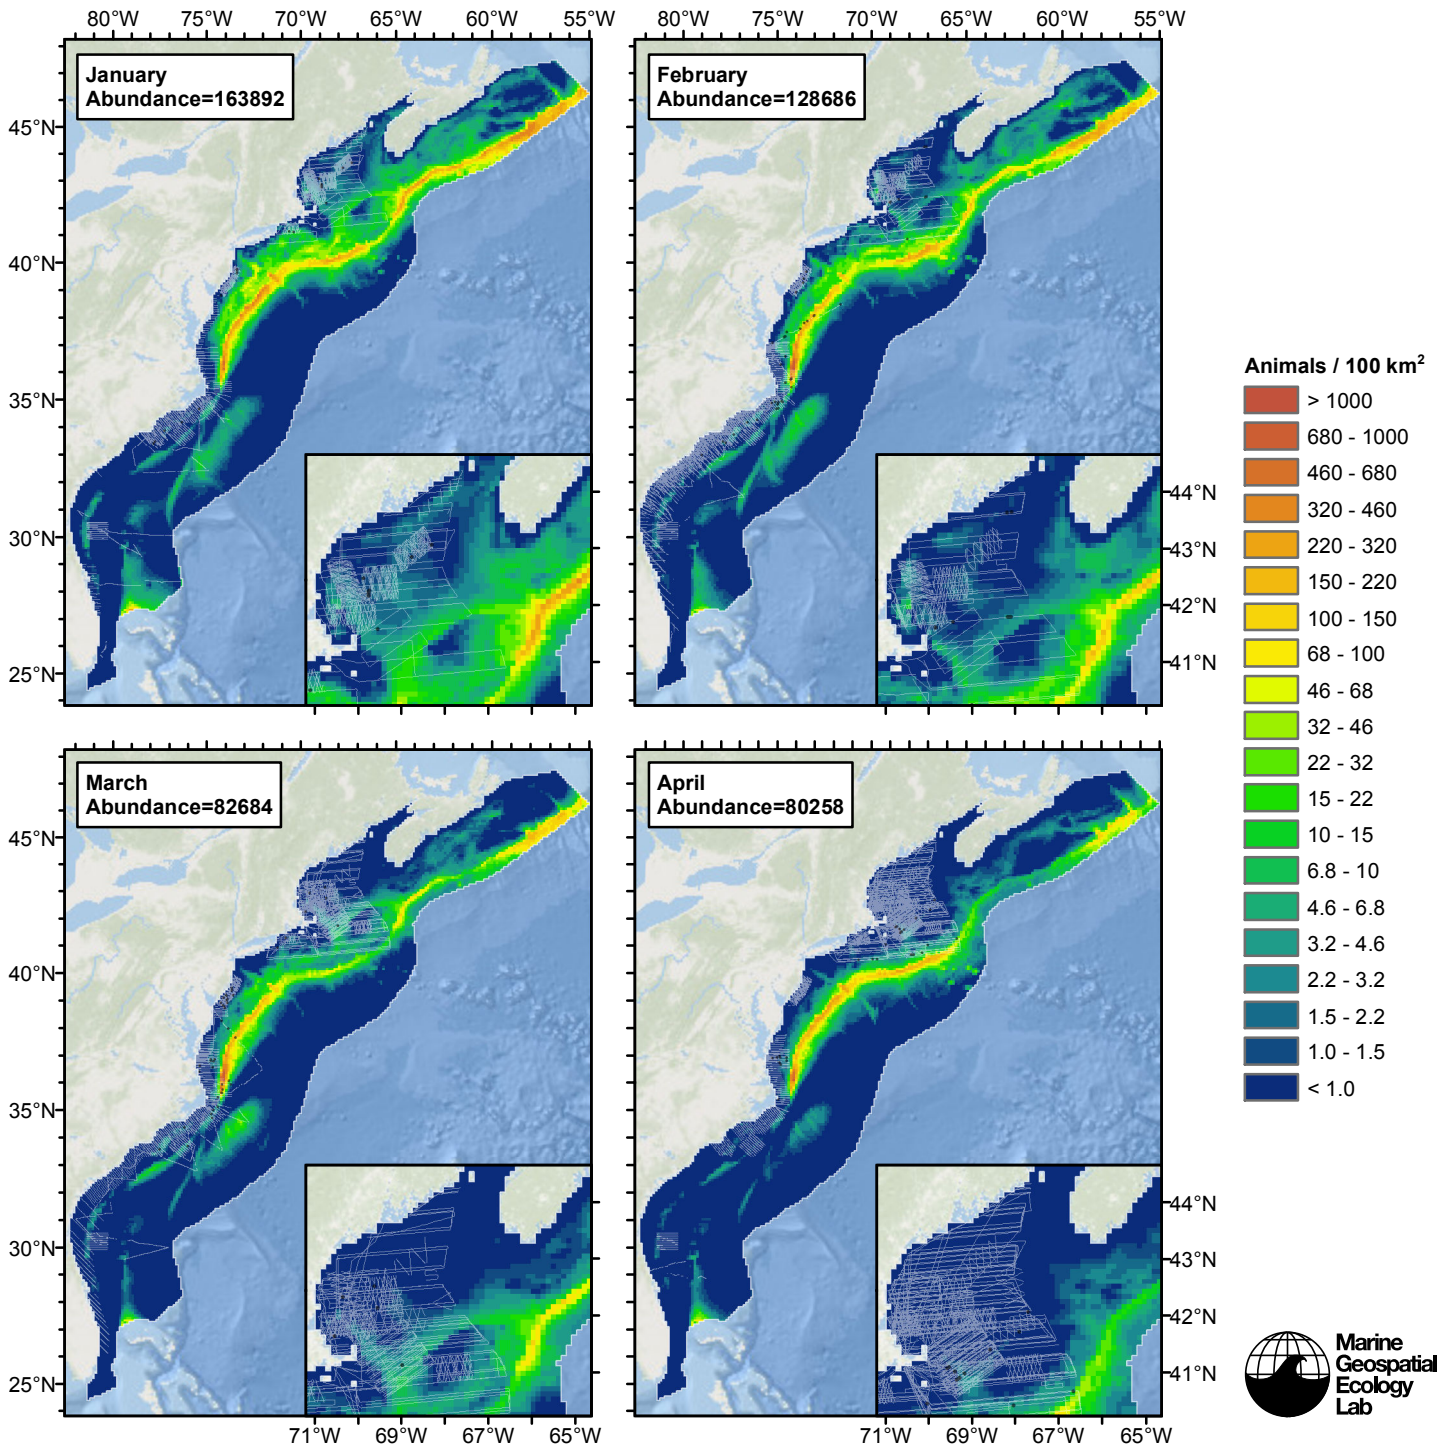 80°W 75°W 70°W 65°W 60°W 55°W 80°W 75°W 70°W 65°W 60°W 55°W
January
Abundance=163892
February
Abundance=128686
45°N
40°N
35°N
30°N
25°N
44°N
43°N
42°N
41°N
Animals / 100 km²
> 1000
680 - 1000
460 - 680
320 - 460
220 - 320
150 - 220
100 - 150
68 - 100
46 - 68
32 - 46
22 - 32
15 - 22
10 - 15
6.8 - 10
4.6 - 6.8
3.2 - 4.6
2.2 - 3.2
1.5 - 2.2
1.0 - 1.5
< 1.0
March
Abundance=82684
April
Abundance=80258
45°N
40°N
35°N
30°N
25°N
44°N
43°N
42°N
41°N
71°W 69°W 67°W 65°W 71°W 69°W 67°W 65°W
Marine
Geospatial
Ecology
Lab